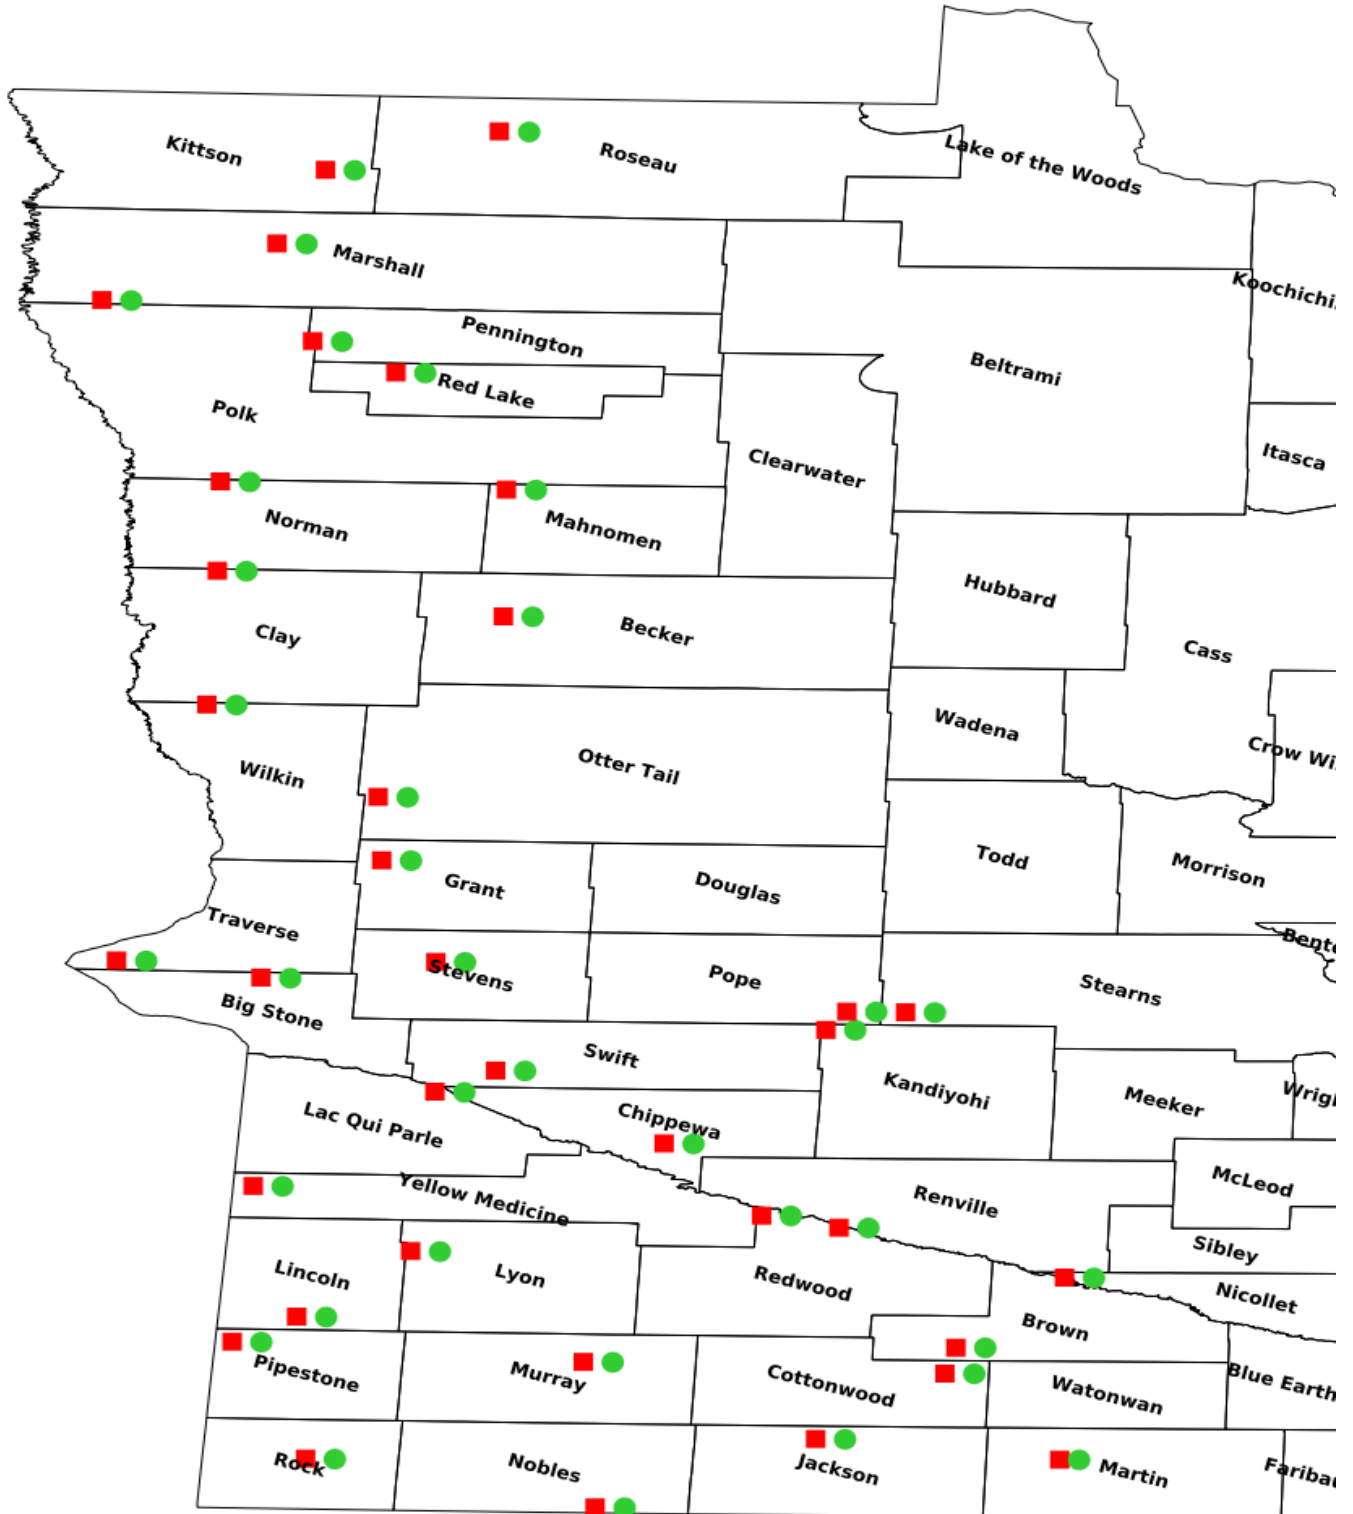 Kittson
Roseau
Lake of the Woods
Marshall
Koochichi
Pennington
Beltrami
Red Lake
Polk
Clearwater
Itasca
Norman
Mahnomen
Hubbard
Clay
Becker
Cass
Wadena
Otter Tail
Crow Wi
Wilkin
Todd
Morrison
Grant
Douglas
Traverse
Bento
Stevens
Pope
Stearns
Big Stone
Swift
Kandiyohi
Meeker
Wrigh
Lac Qui Parle
Chippewa
McLeod
Yellow Medicine
Renville
Sibley
Lincoln
Lyon
Redwood
Nicollet
Brown
Pipestone
Murray
Cottonwood
Watonwan
Blue Earth
Rock
Nobles
Jackson
Martin
Faribau